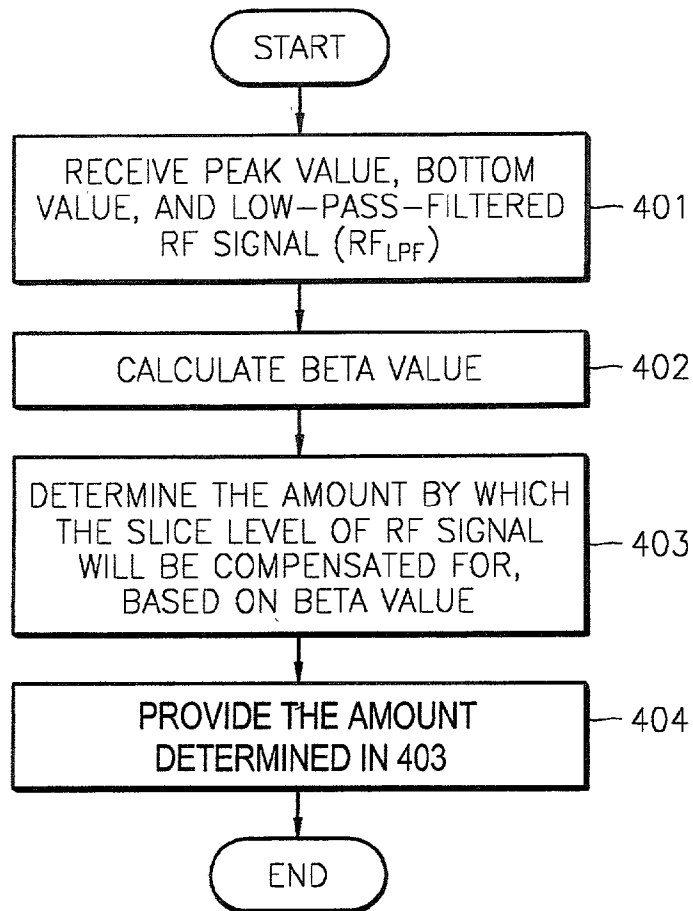 START
RECEIVE PEAK VALUE, BOTTOM
VALUE, AND LOW-PASS-FILTERED
RF SIGNAL (RF_LPF)
401
CALCULATE BETA VALUE
402
DETERMINE THE AMOUNT BY WHICH
THE SLICE LEVEL OF RF SIGNAL
WILL BE COMPENSATED FOR,
BASED ON BETA VALUE
403
PROVIDE THE AMOUNT
DETERMINED IN 403
404
END